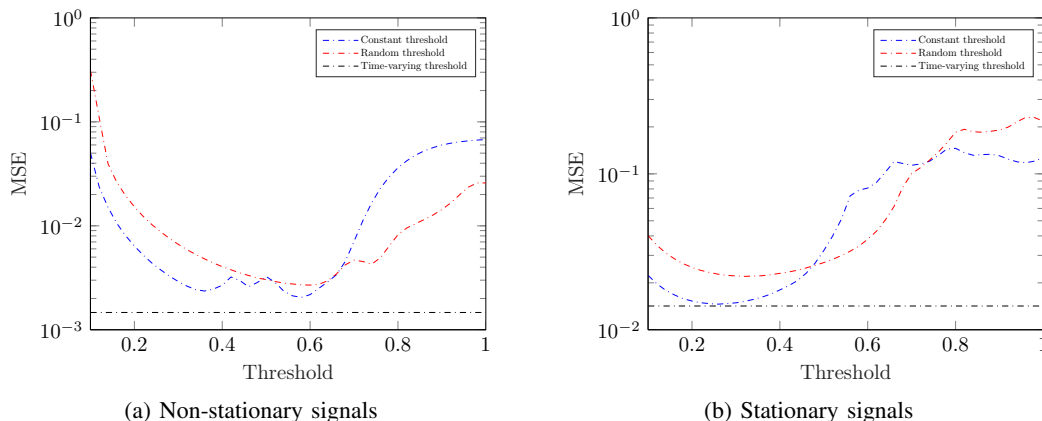 10^0
10^-1
10^-2
10^-3
MSE
0.2 0.4 0.6 0.8 1
Threshold
Constant threshold
Random threshold
Time-varying threshold
(a) Non-stationary signals
10^0
10^-1
10^-2
MSE
0.2 0.4 0.6 0.8 1
Threshold
Constant threshold
Random threshold
Time-varying threshold
(b) Stationary signals